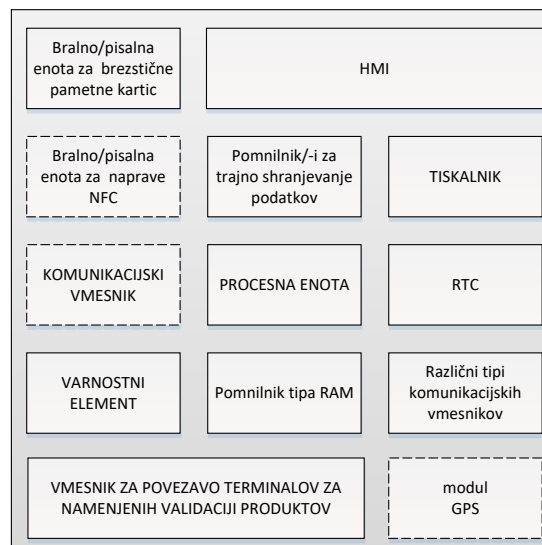 Bralno/pisalna
enota za  brezstične
pametne kartic
HMI
Bralno/pisalna
enota za  naprave
NFC
Pomnilnik/-i za
trajno shranjevanje
podatkov
TISKALNIK
KOMUNIKACIJSKI
VMESNIK
PROCESNA ENOTA
RTC
VARNOSTNI
ELEMENT
Pomnilnik tipa RAM
Različni tipi
komunikacijskih
vmesnikov
VMESNIK ZA POVEZAVO TERMINALOV ZA
NAMENJENIH VALIDACIJI PRODUKTOV
modul
GPS